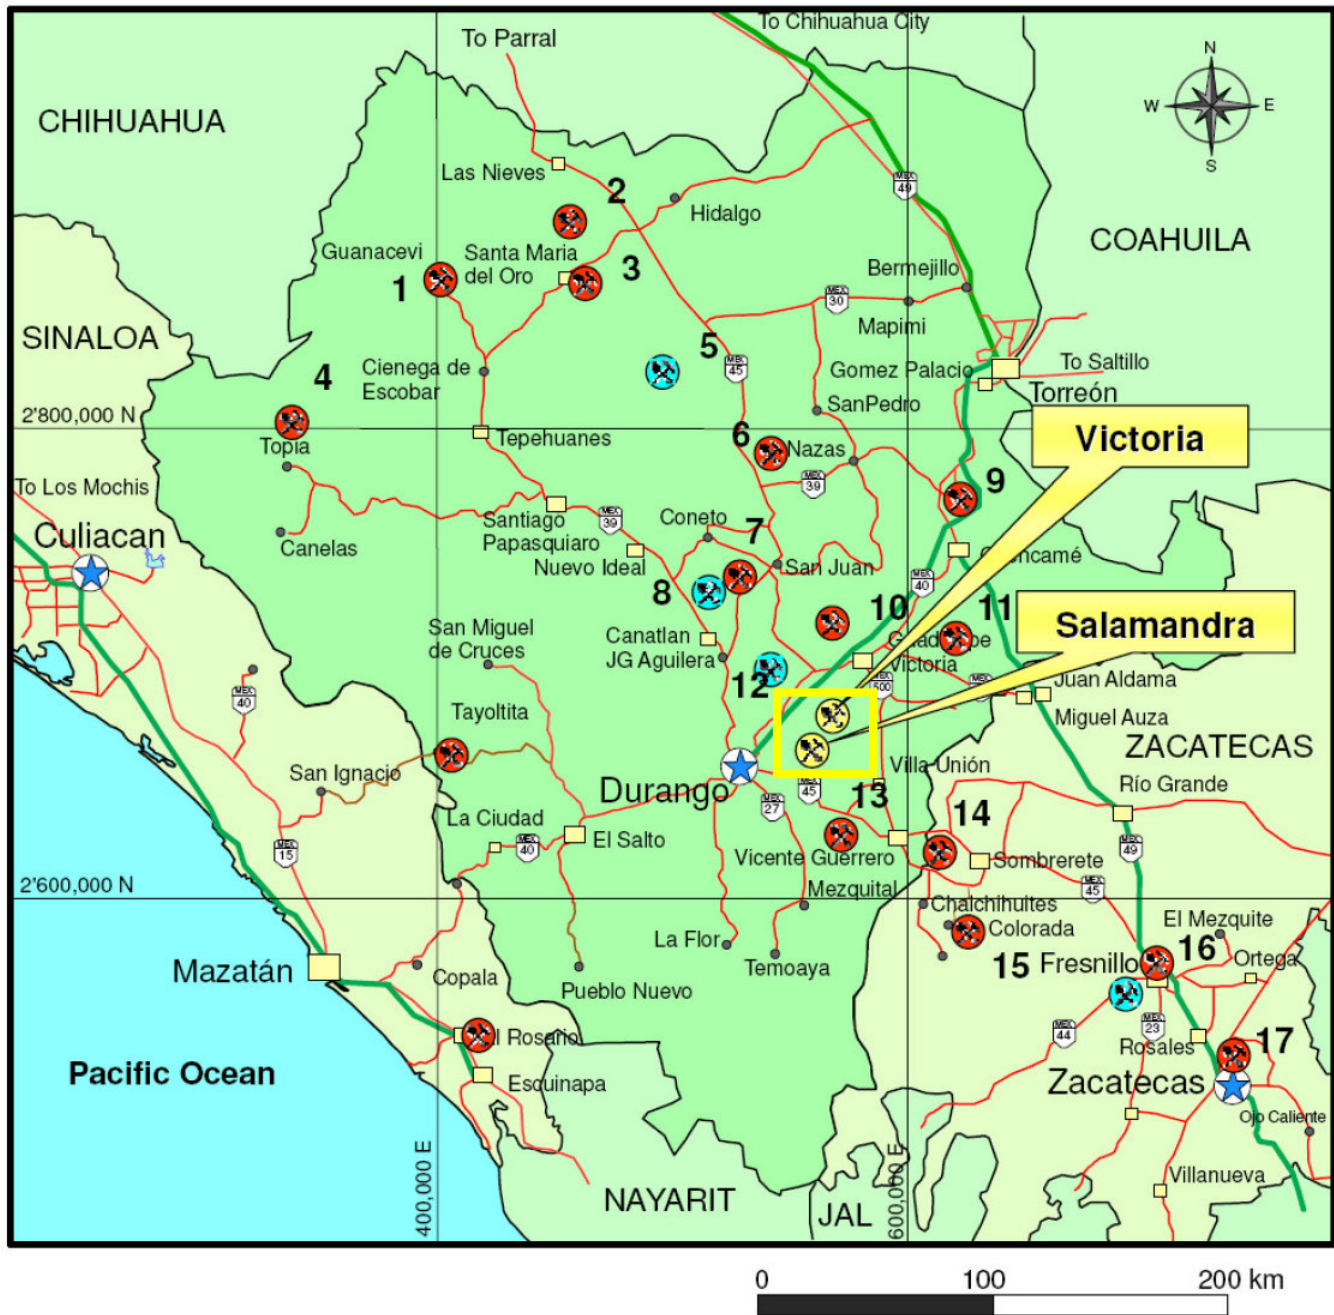 To Chihuahua City
To Parral
N
W E
S
CHIHUAHUA
Las Nieves
2
MEX
49
Hidalgo
COAHUILA
Guanacevi
Santa Maria
del Oro
3
1
Bermejillo
MEX
30
Mapimi
SINALOA
5
MEX
45
Cienega de
Escobar
4
Gomez Palacio
To Saltillo
Torreón
SanPedro
2'800,000 N
Topia
Tepehuanes
6
Nazas
Victoria
MEX
39
9
To Los Mochis
Santiago
Papasquiaro
MEX
39
Coneto
7
Culiacan
Canelas
Nuevo Ideal
San Juan
MEX
40
8
10
11
San Miguel
de Cruces
Canatlan
JG Aguilera
Victoria
Salamandra
12
MEX
40
Tayoltita
MEX
Juan Aldama
Miguel Auza
ZACATECAS
San Ignacio
Durango
Villa Unión
MEX
45
13
MEX
27
Río Grande
La Ciudad
MEX
40
El Salto
14
MEX
15
Vicente Guerrero
Sombrerete
MEX
49
2'600,000 N
Mezquital
MEX
45
Chalchihuites
Colorada
El Mezquite
La Flor
Temoaya
15
Fresnillo
16
Ortega
Mazatán
Copala
Pueblo Nuevo
MEX
44
MEX
23
Rosales
17
l Rosario
Pacific Ocean
Esquinapa
Zacatecas
Ojo Caliente
400,000 E
600,000 E
Villanueva
NAYARIT
JAL
0 100 200 km